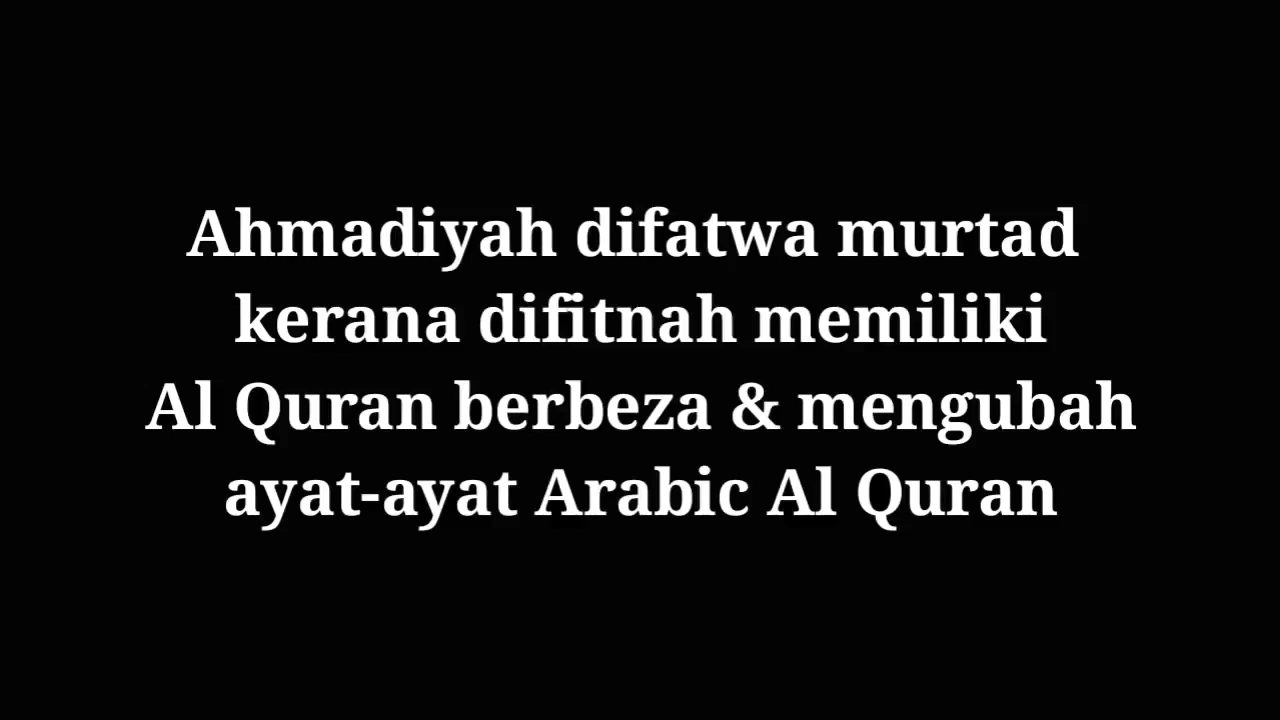 Ahmadiyah difatwa murtad
kerana difitnah memiliki
Al Quran berbeza & mengubah
ayat-ayat Arabic Al Quran